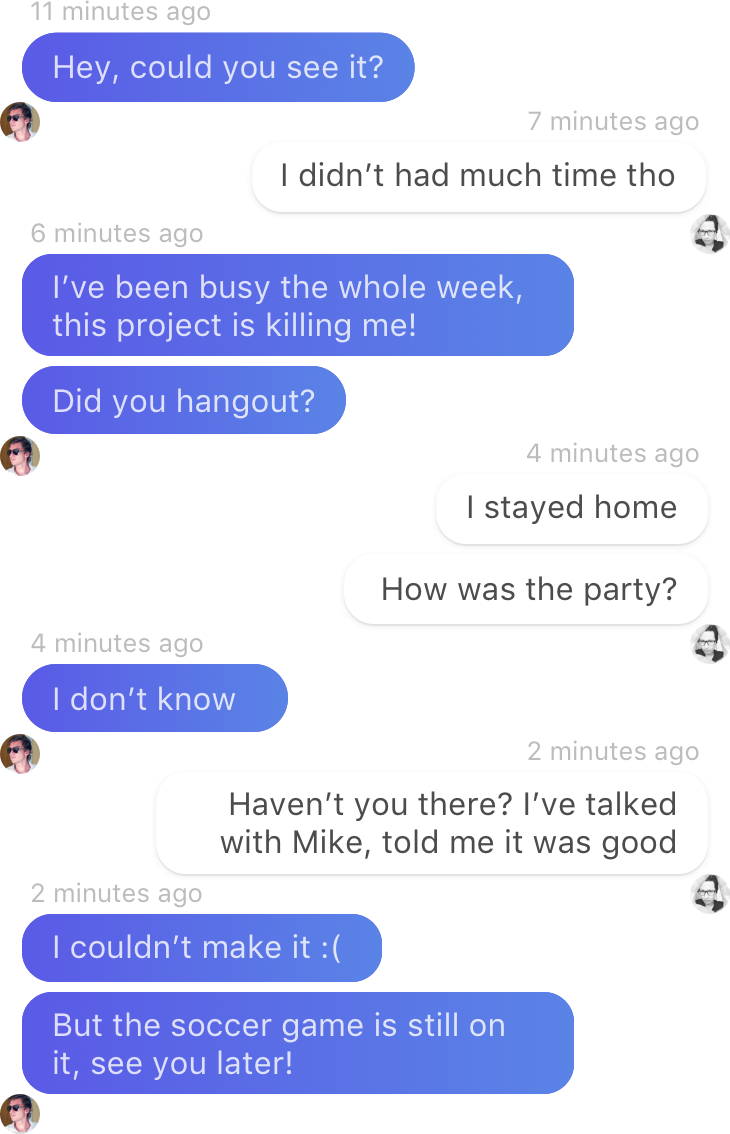 11 minutes ago
Hey, could you see it?
7 minutes ago
I didn’t had much time tho
6 minutes ago
I’ve been busy the whole week,
this project is killing me!
Did you hangout?
4 minutes ago
I stayed home
How was the party?
4 minutes ago
I don’t know
2 minutes ago
Haven’t you there? I’ve talked
with Mike, told me it was good
2 minutes ago
I couldn’t make it :(
But the soccer game is still on
it, see you later!